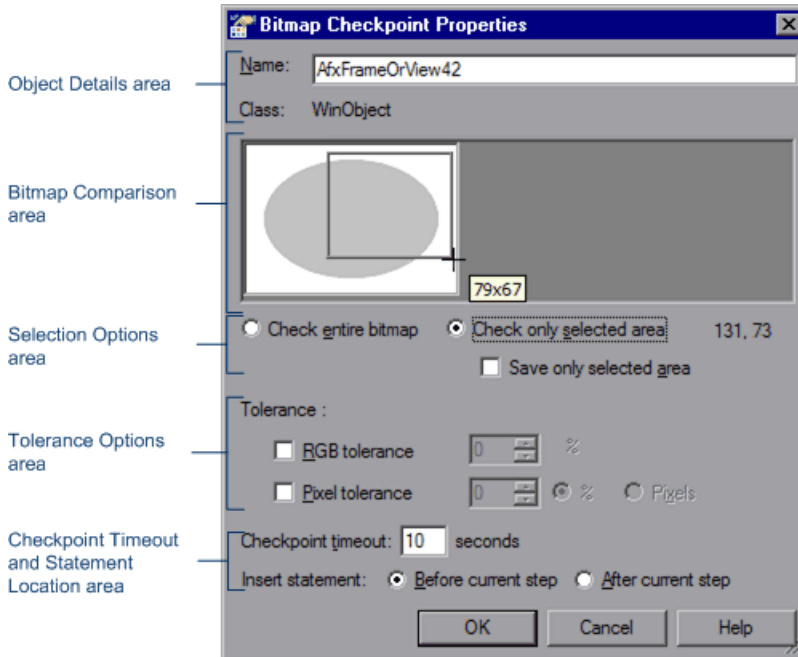 Bitmap Checkpoint Properties
Object Details area
Name: AfxFrameOrView42
Class: WinObject
Bitmap Comparison
area
79x67
Selection Options
area
Check entire bitmap Check only selected area 131, 73
Save only selected area
Tolerance Options
area
Tolerance :
RGB tolerance 0 %
Pixel tolerance 0 % Pixels
Checkpoint Timeout
and Statement
Location area
Checkpoint timeout: 10 seconds
Insert statement: Before current step After current step
OK Cancel Help